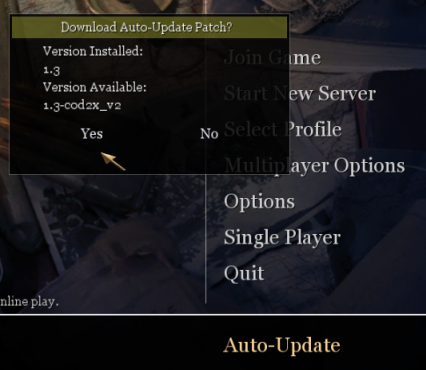 Download Auto-Update Patch?
Version Installed:
1.3
Version Available:
1.3-cod2x_v2
Yes
No
Join Game
Start New Server
Select Profile
Multiplayer Options
Options
Single Player
Quit
nline play.
Auto-Update